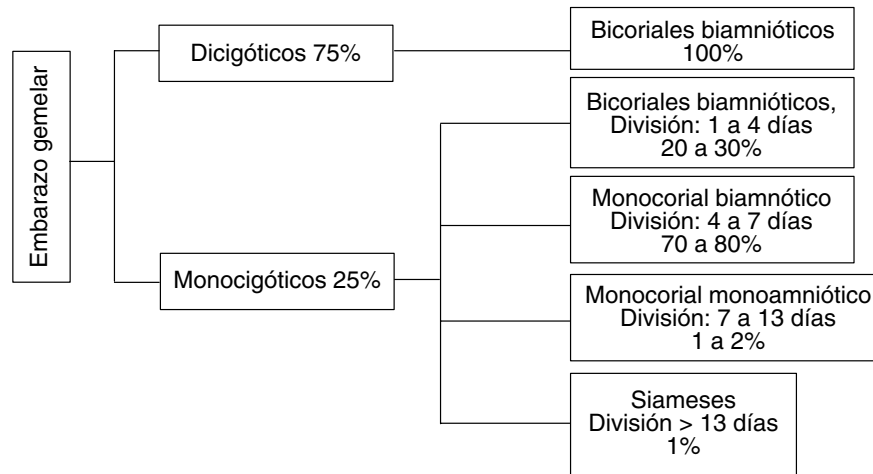 Embarazo gemelar
Dicigóticos 75%
Bicoriales biamnióticos
100%
Bicoriales biamnióticos,
División: 1 a 4 días
20 a 30%
Monocorial biamnótico
División: 4 a 7 días
70 a 80%
Monocigóticos 25%
Monocorial monoamniótico
División: 7 a 13 días
1 a 2%
Siameses
División > 13 días
1%